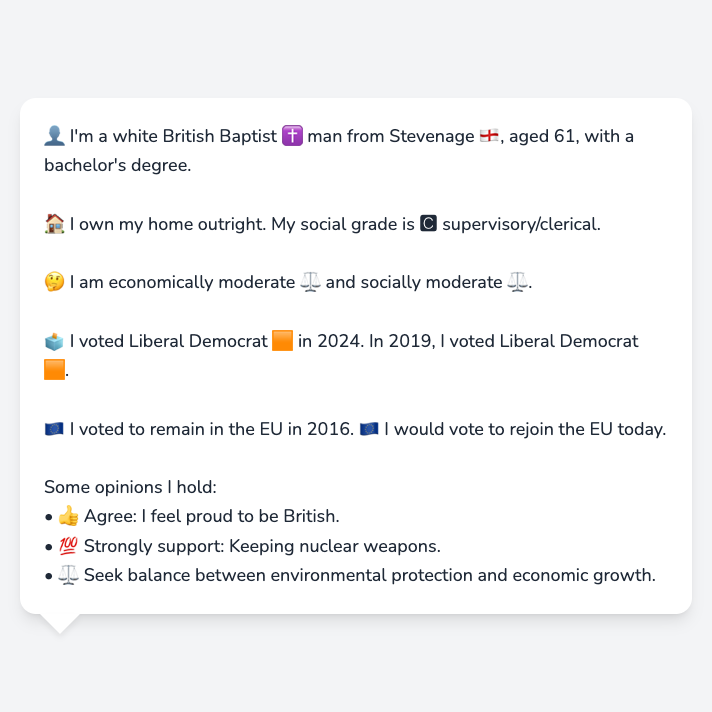 👤 I'm a white British Baptist ✝️ man from Stevenage 🏴󠁧󠁢󠁥󠁮󠁧󠁿, aged 61, with a
bachelor's degree.
🏠 I own my home outright. My social grade is 🅲 supervisory/clerical.
🤔 I am economically moderate ⚖️ and socially moderate ⚖️.
🗳️ I voted Liberal Democrat 🟧 in 2024. In 2019, I voted Liberal Democrat
🟧.
🇪🇺 I voted to remain in the EU in 2016. 🇪🇺 I would vote to rejoin the EU today.
Some opinions I hold:
• 👍 Agree: I feel proud to be British.
• 💯 Strongly support: Keeping nuclear weapons.
• ⚖️ Seek balance between environmental protection and economic growth.